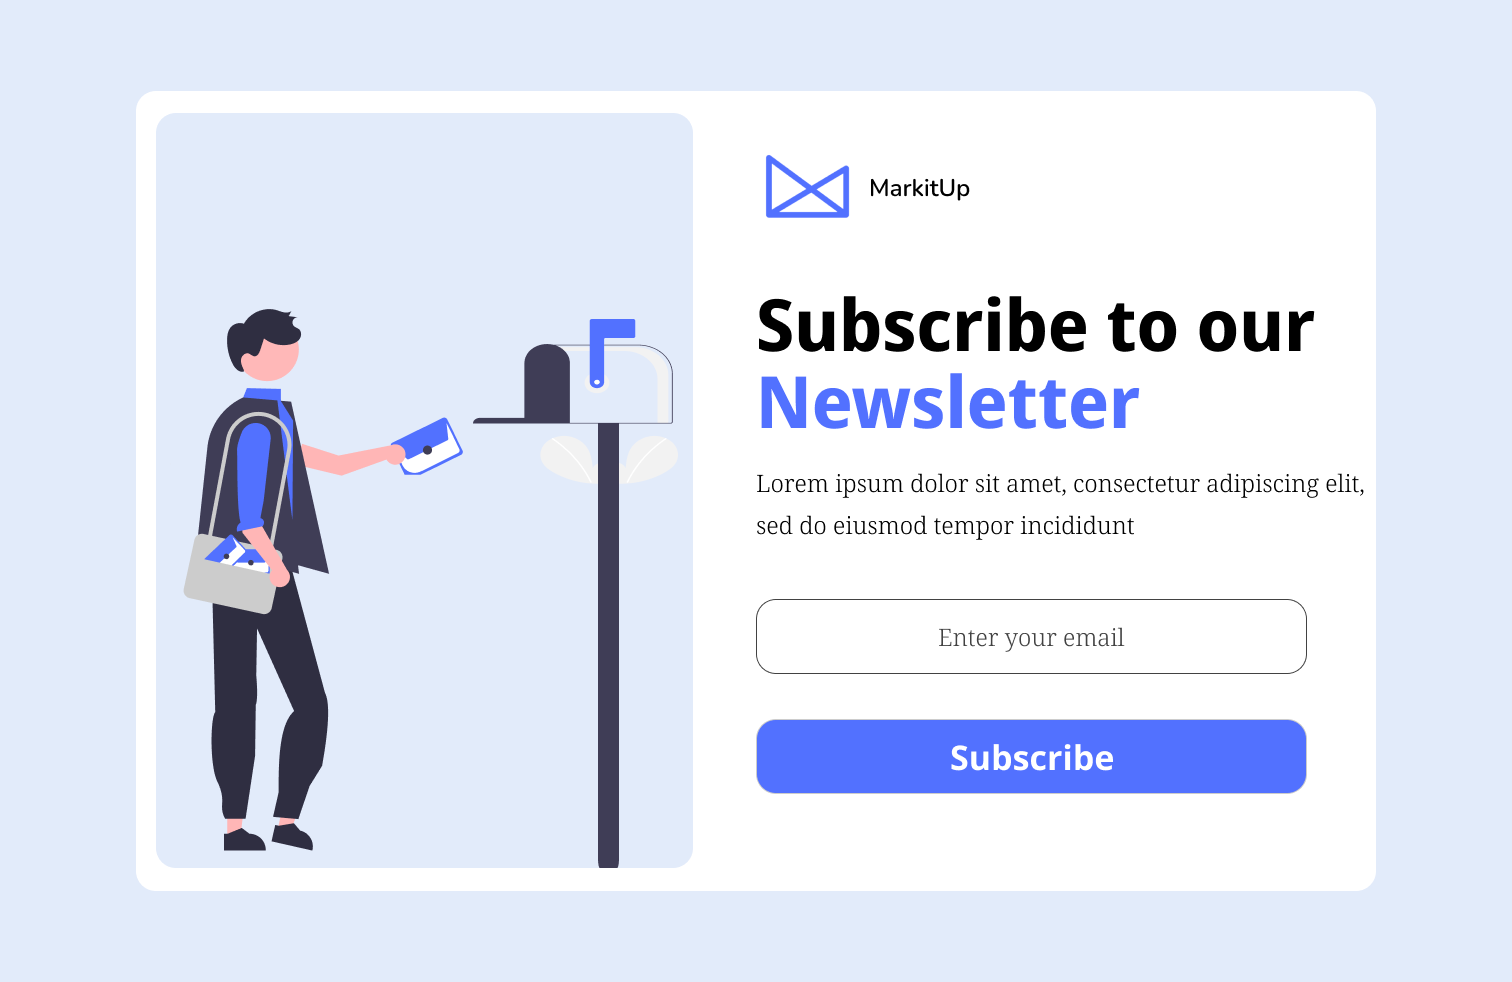 MarkitUp
Subscribe to our
Newsletter
Lorem ipsum dolor sit amet, consectetur adipiscing elit,
sed do eiusmod tempor incididunt
Enter your email
Subscribe